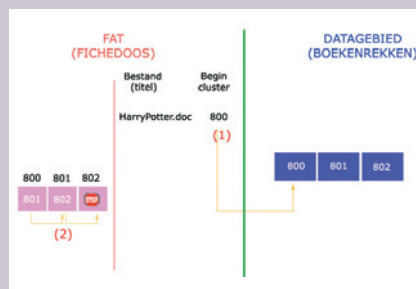 FAT
(FICHEDOOS)
DATAGEBIED
(BOEKENREKKEN)
Bestand
(titel)
Begin
cluster
HarryPotter.doc 800
(1)
800 801 802
800 801 802
801 802 STOP
(2)